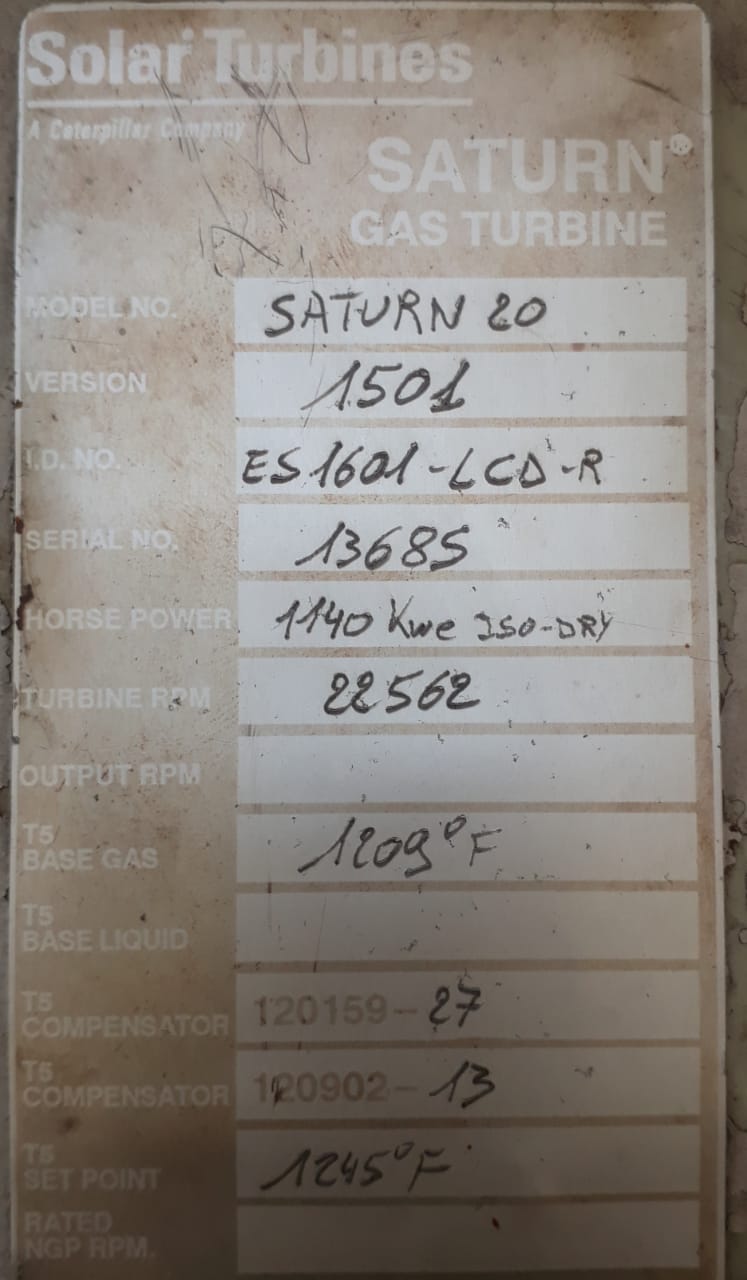 Solar Turbines
A Caterpillar Company
SATURN®
GAS TURBINE
MODEL NO. SATURN 20
VERSION 1501
I.D. NO. ES1601-LCD-R
SERIAL NO. 13685
HORSE POWER 1140 Kwe ISO-DRY
TURBINE RPM 22562
OUTPUT RPM
T5
BASE GAS 1209°F
T5
BASE LIQUID
T5
COMPENSATOR 120159-27
T5
COMPENSATOR 120902-13
T5
SET POINT 1245°F
RATED
NGP RPM.